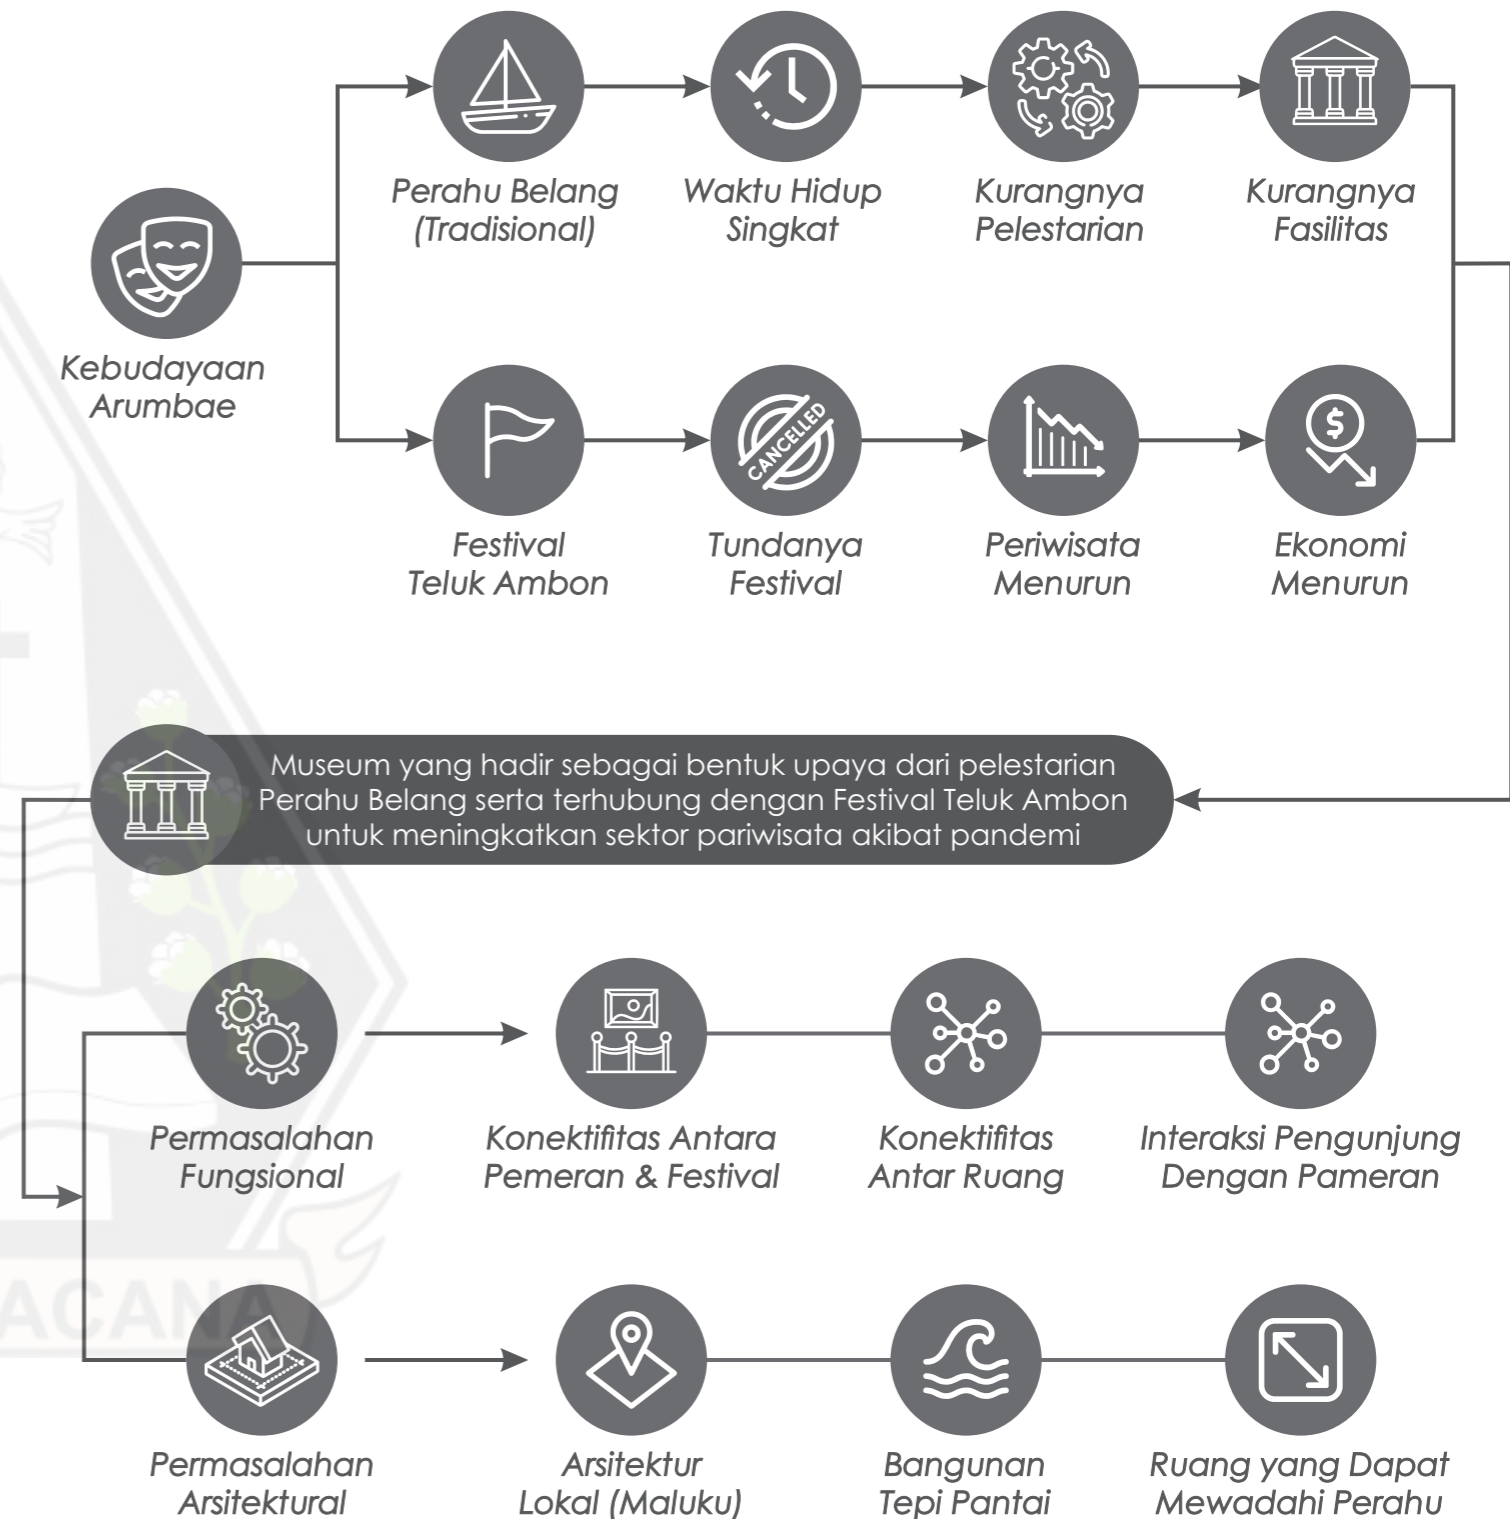 Perahu Belang
(Tradisional)
Waktu Hidup
Singkat
Kurangnya
Pelestarian
Kurangnya
Fasilitas
Kebudayaan
Arumbae
CANCELLED
Festival
Teluk Ambon
Tundanya
Festival
Periwisata
Menurun
$
Ekonomi
Menurun
Museum yang hadir sebagai bentuk upaya dari pelestarian
Perahu Belang serta terhubung dengan Festival Teluk Ambon
untuk meningkatkan sektor pariwisata akibat pandemi
Permasalahan
Fungsional
Konektifitas Antara
Pemeran & Festival
Konektifitas
Antar Ruang
Interaksi Pengunjung
Dengan Pameran
ACANA
Permasalahan
Arsitektural
Arsitektur
Lokal (Maluku)
Bangunan
Tepi Pantai
Ruang yang Dapat
Mewadahi Perahu